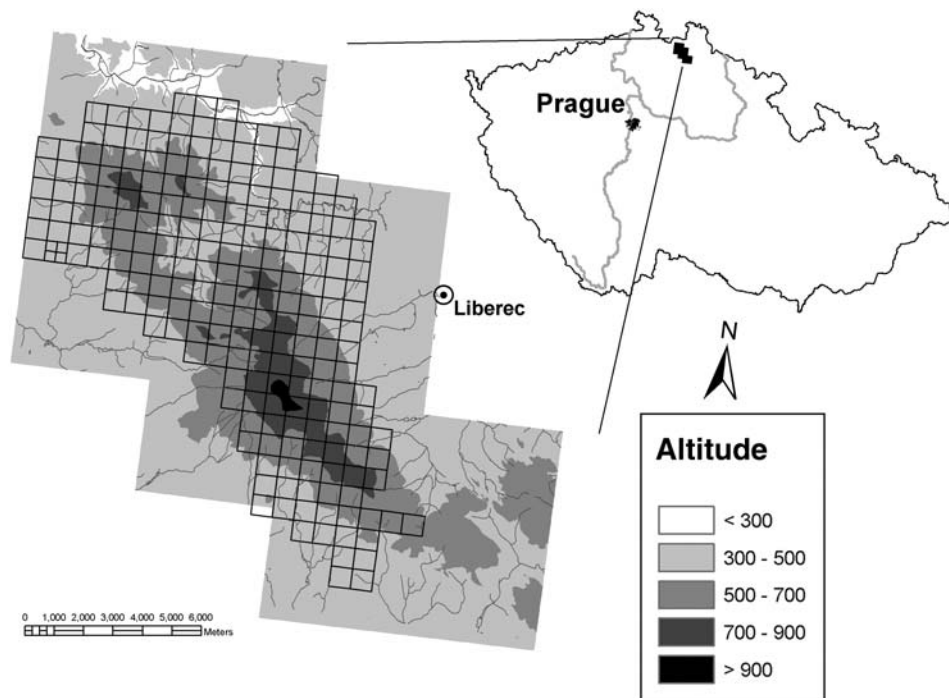 Prague
Liberec
N
Altitude
< 300
300 - 500
500 - 700
700 - 900
> 900
0 1,000 2,000 3,000 4,000 5,000 6,000
Meters